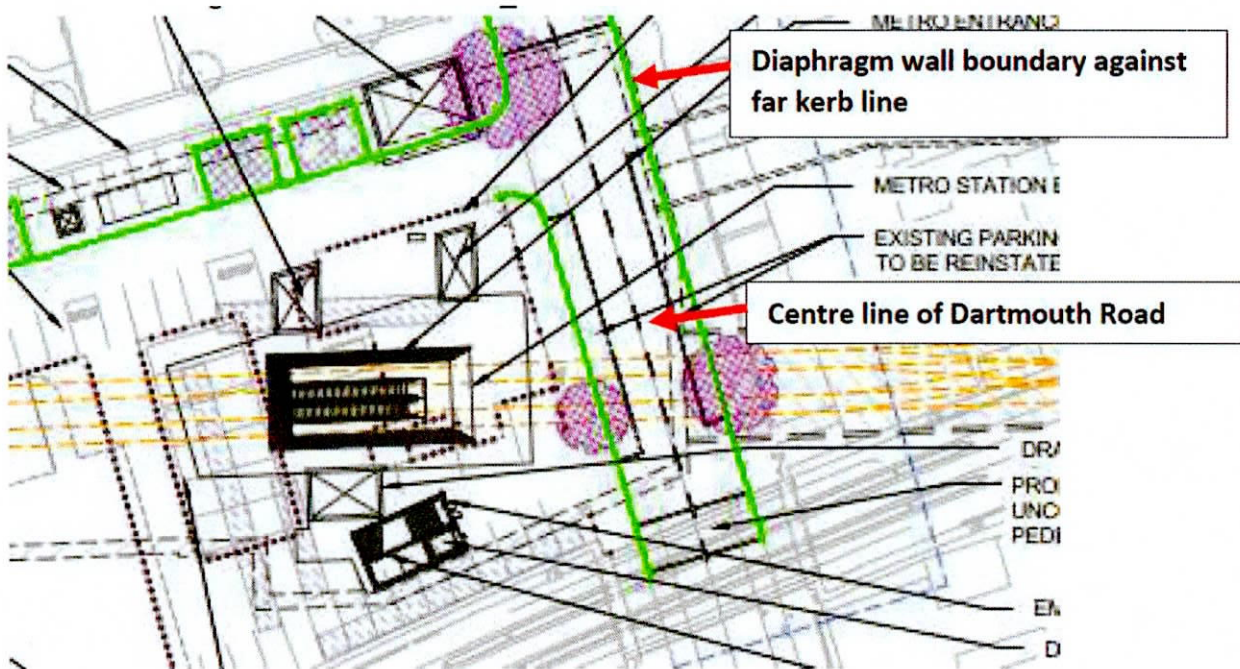 METRO ENTRANC
Diaphragm wall boundary against
far kerb line
METRO STATION E
EXISTING PARKIN
TO BE REINSTATE
Centre line of Dartmouth Road
DRA
PRO
UNC
PEDE
EM
D